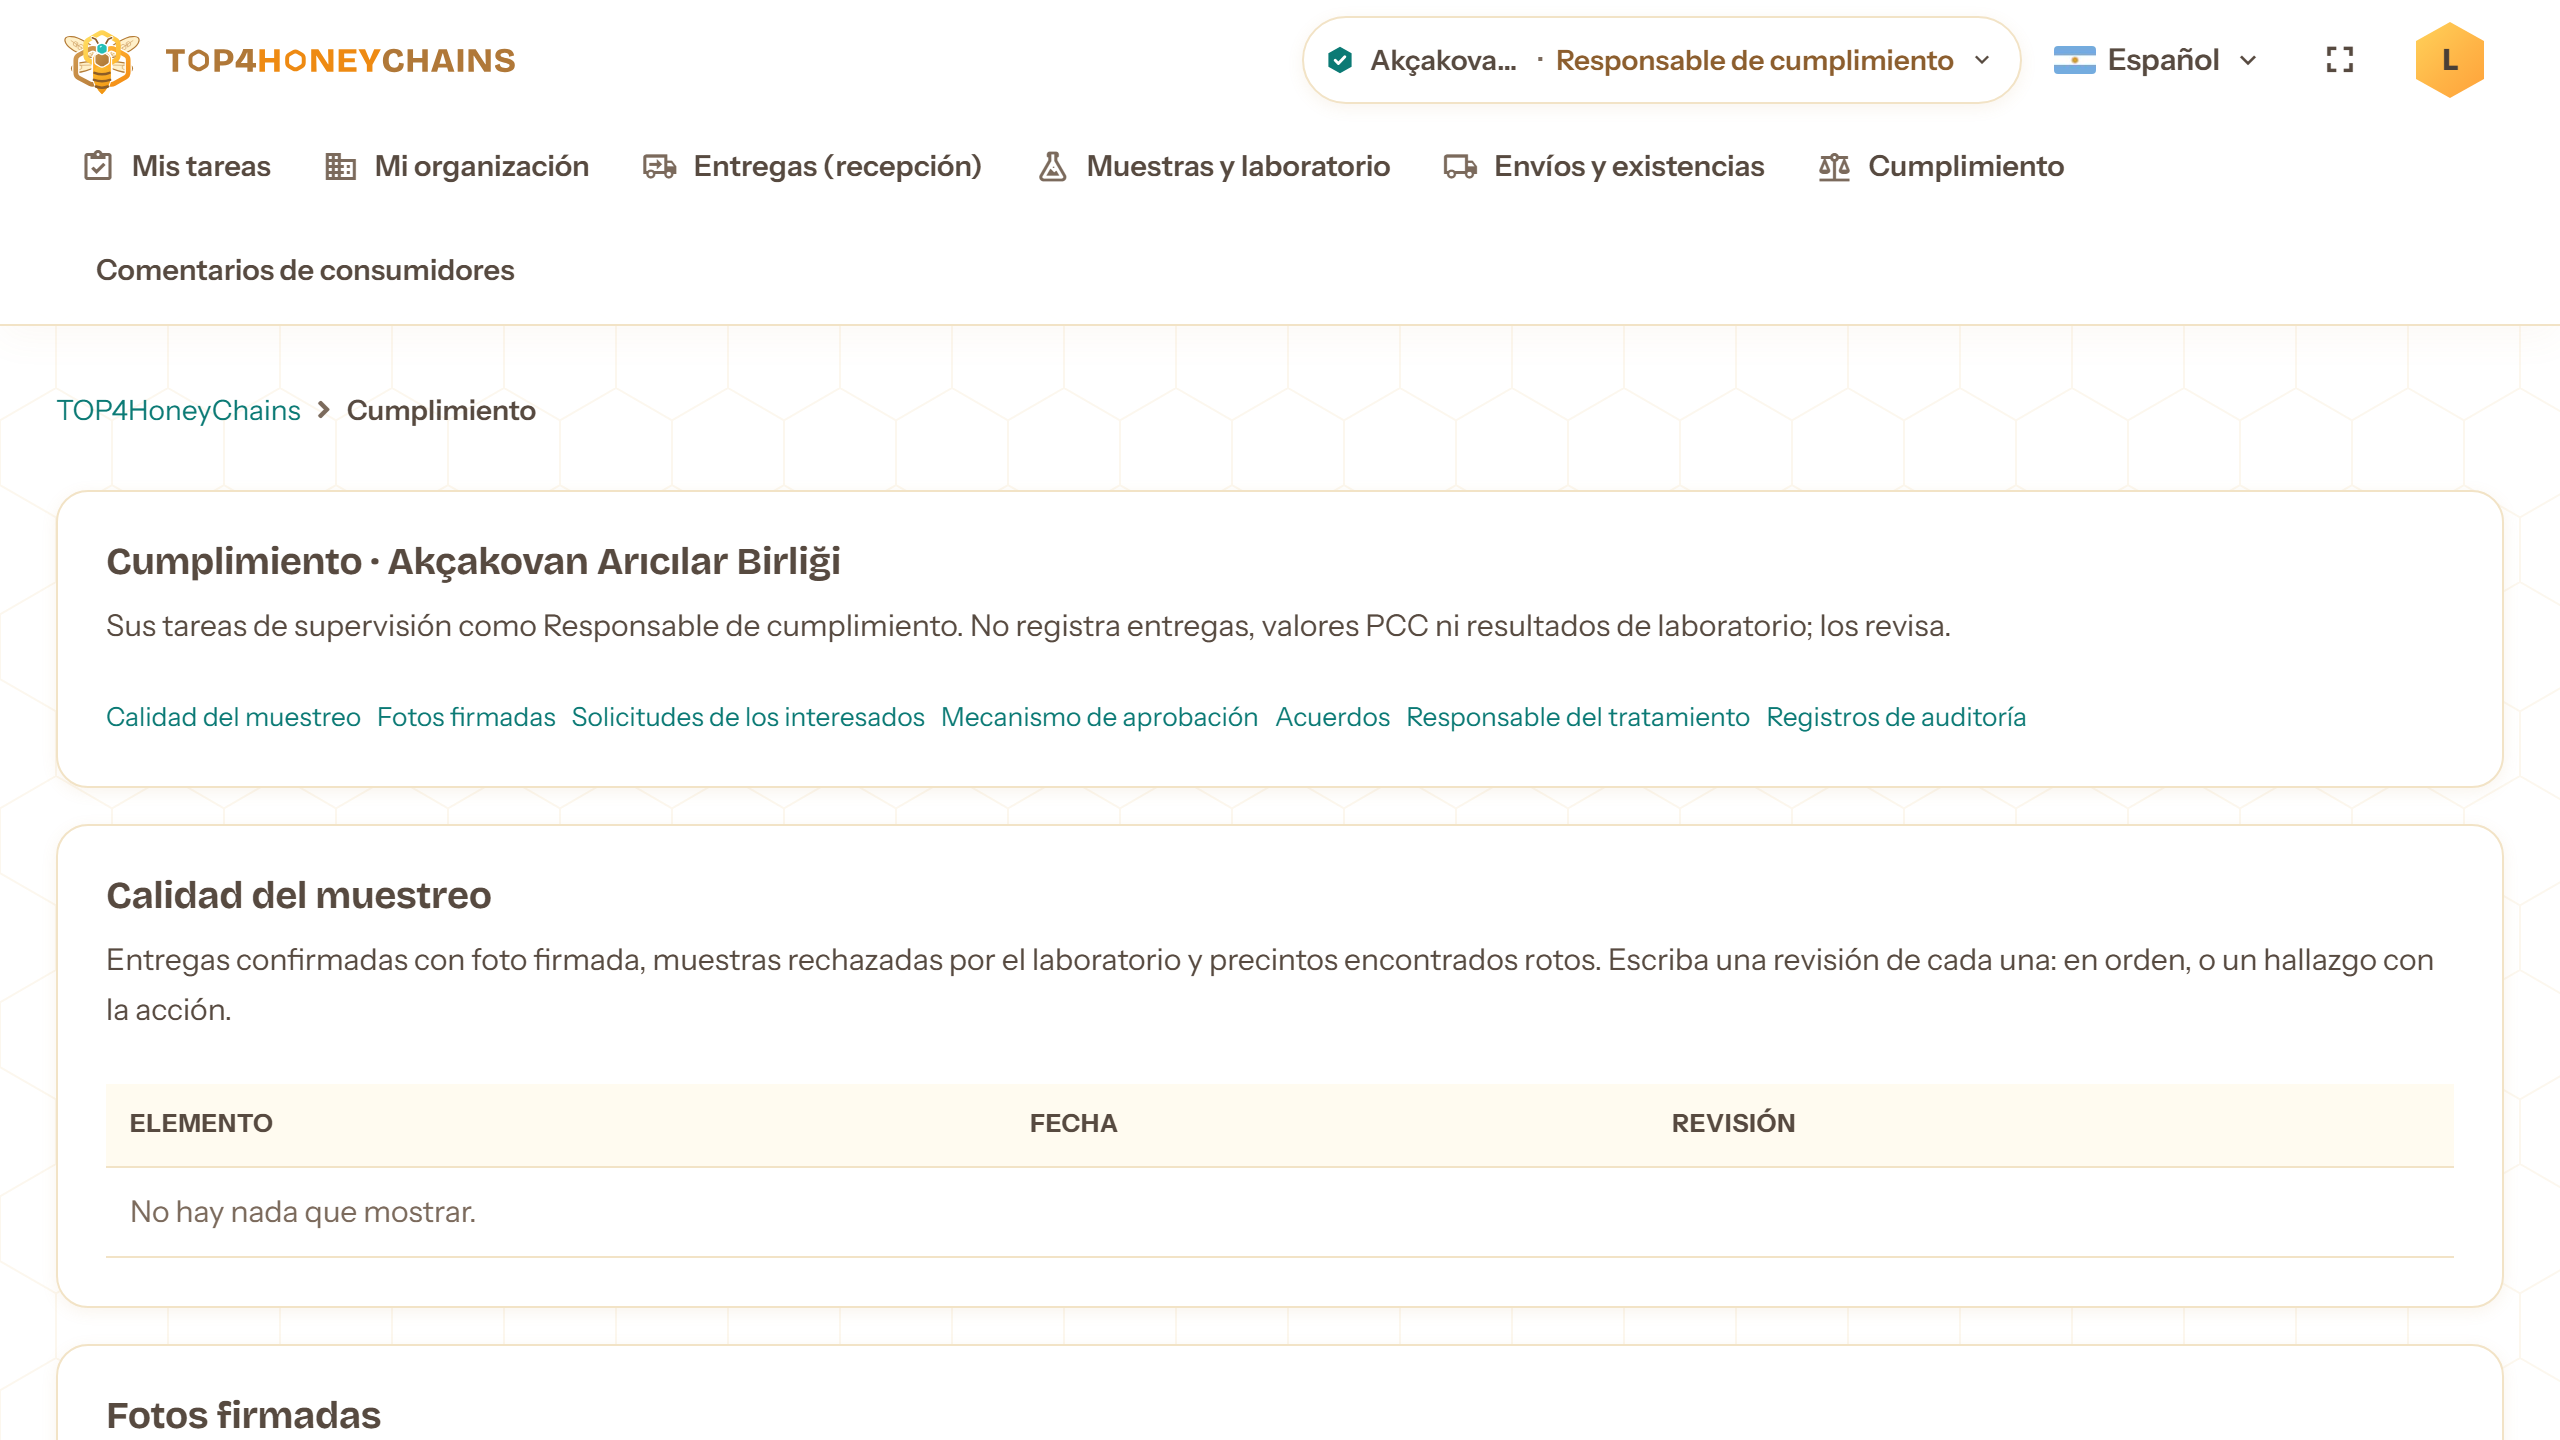 TOP4HONEYCHAINS
Akçakova... · Responsable de cumplimiento
Español
L
Mis tareas
Mi organización
Entregas (recepción)
Muestras y laboratorio
Envíos y existencias
Cumplimiento
Comentarios de consumidores
TOP4HoneyChains > Cumplimiento
Cumplimiento · Akçakovan Arıcılar Birliği
Sus tareas de supervisión como Responsable de cumplimiento. No registra entregas, valores PCC ni resultados de laboratorio; los revisa.
Calidad del muestreo Fotos firmadas Solicitudes de los interesados Mecanismo de aprobación Acuerdos Responsable del tratamiento Registros de auditoría
Calidad del muestreo
Entregas confirmadas con foto firmada, muestras rechazadas por el laboratorio y precintos encontrados rotos. Escriba una revisión de cada una: en orden, o un hallazgo con
la acción.
ELEMENTO FECHA REVISIÓN
No hay nada que mostrar.
Fotos firmadas